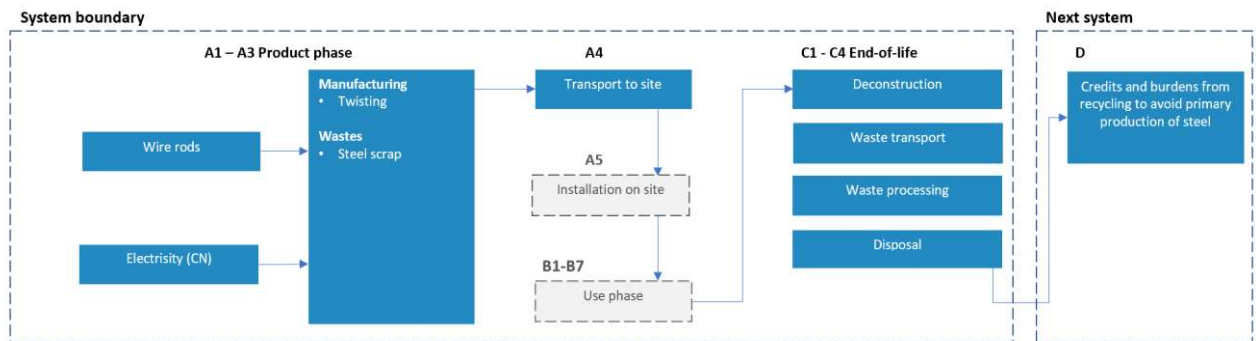 System boundary
Next system
A1 – A3 Product phase
A4
C1 - C4 End-of-life
D
Manufacturing
• Twisting
Wastes
• Steel scrap
Wire rods
Electrisity (CN)
Transport to site
A5
Installation on site
B1-B7
Use phase
Deconstruction
Waste transport
Waste processing
Disposal
Credits and burdens from
recycling to avoid primary
production of steel